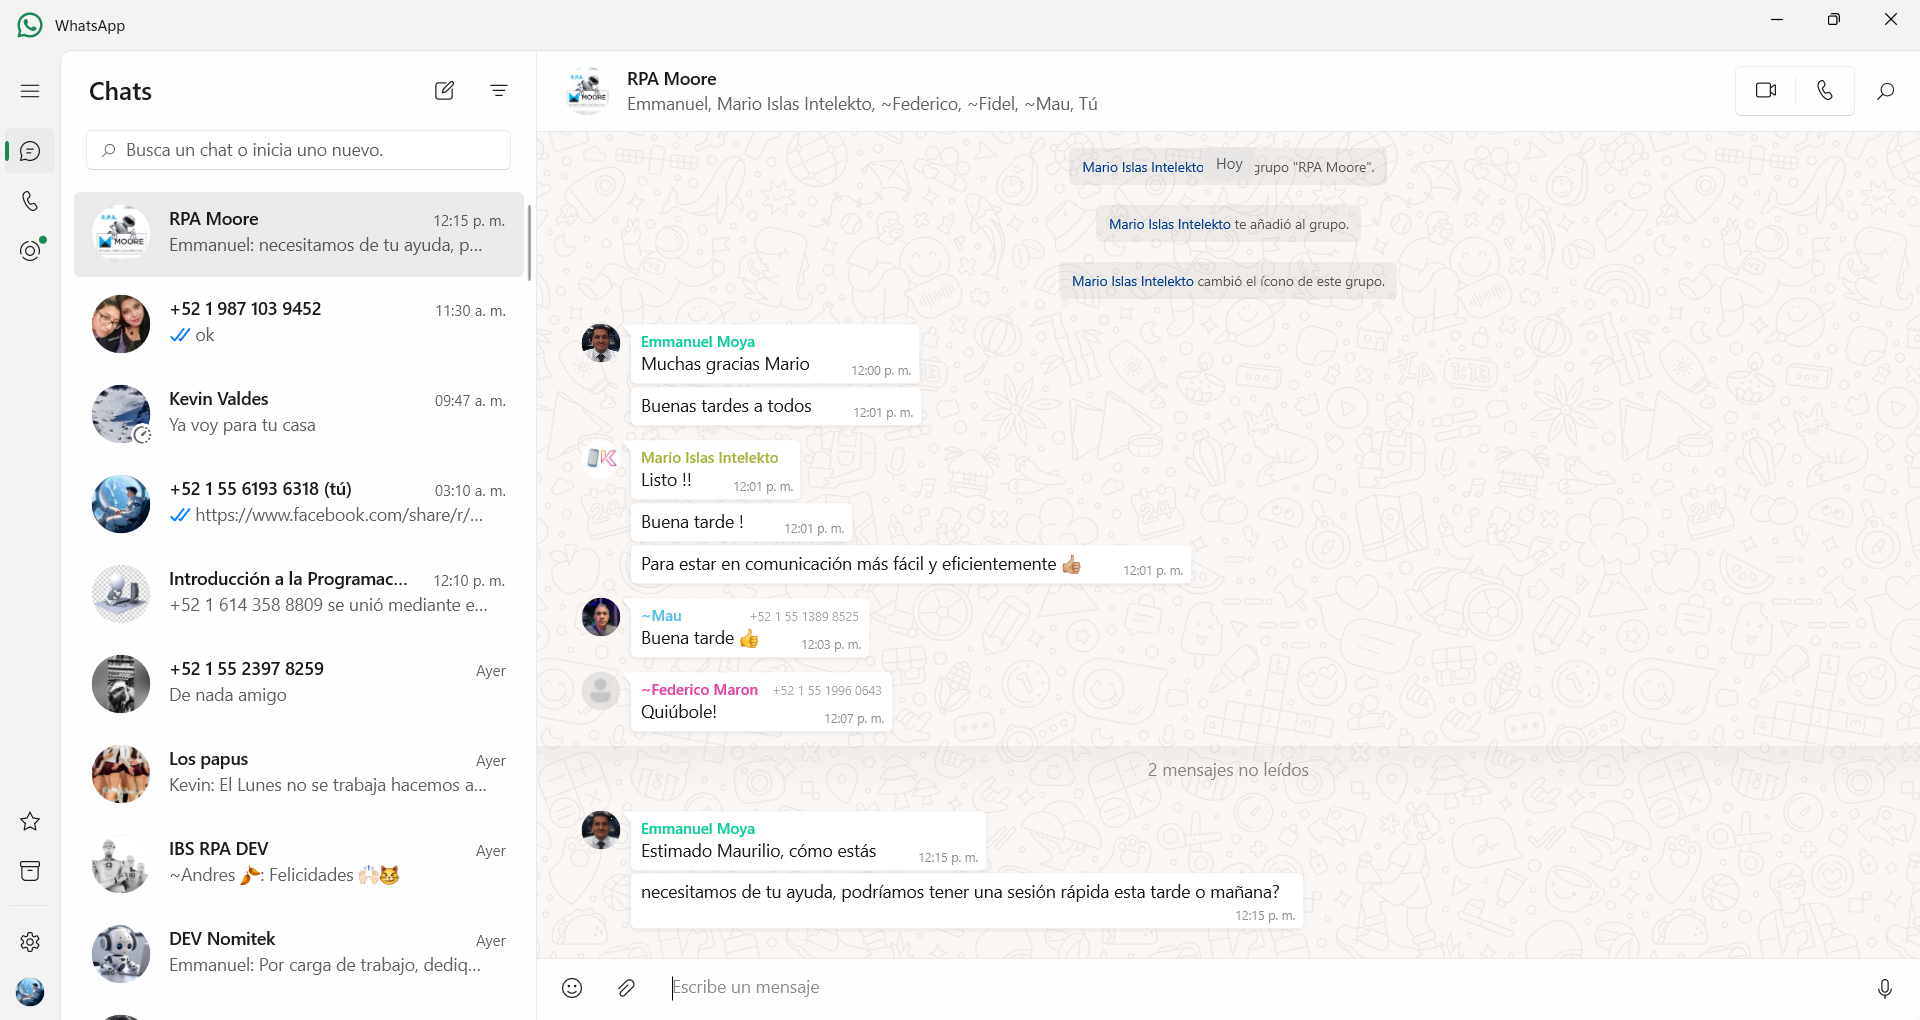 WhatsApp
Chats
Busca un chat o inicia uno nuevo.
RPA Moore
12:15 p. m.
Emmanuel: necesitamos de tu ayuda, p...
+52 1 987 103 9452
11:30 a. m.
ok
Kevin Valdes
09:47 a. m.
Ya voy para tu casa
+52 1 55 6193 6318 (tú)
03:10 a. m.
https://www.facebook.com/share/r/...
Introducción a la Programac...
12:10 p. m.
+52 1 614 358 8809 se unió mediante e...
+52 1 55 2397 8259
Ayer
De nada amigo
Los papus
Ayer
Kevin: El Lunes no se trabaja hacemos a...
IBS RPA DEV
Ayer
~Andres 🍂: Felicidades 🙌🏻😺
DEV Nomitek
Ayer
Emmanuel: Por carga de trabajo, dediq...
RPA Moore
Emmanuel, Mario Islas Intelekto, ~Federico, ~Fidel, ~Mau, Tú
Mario Islas Intelekto grupo "RPA Moore".
Hoy
Mario Islas Intelekto te añadió al grupo.
Mario Islas Intelekto cambió el ícono de este grupo.
Emmanuel Moya
Muchas gracias Mario
12:00 p. m.
Buenas tardes a todos
12:01 p. m.
Mario Islas Intelekto
Listo !!
12:01 p. m.
Buena tarde !
12:01 p. m.
Para estar en comunicación más fácil y eficientemente 👍🏽
12:01 p. m.
~Mau +52 1 55 1389 8525
Buena tarde 👍
12:03 p. m.
~Federico Maron +52 1 55 1996 0643
Quiúbole!
12:07 p. m.
2 mensajes no leídos
Emmanuel Moya
Estimado Maurilio, cómo estás
12:15 p. m.
necesitamos de tu ayuda, podríamos tener una sesión rápida esta tarde o mañana?
12:15 p. m.
Escribe un mensaje